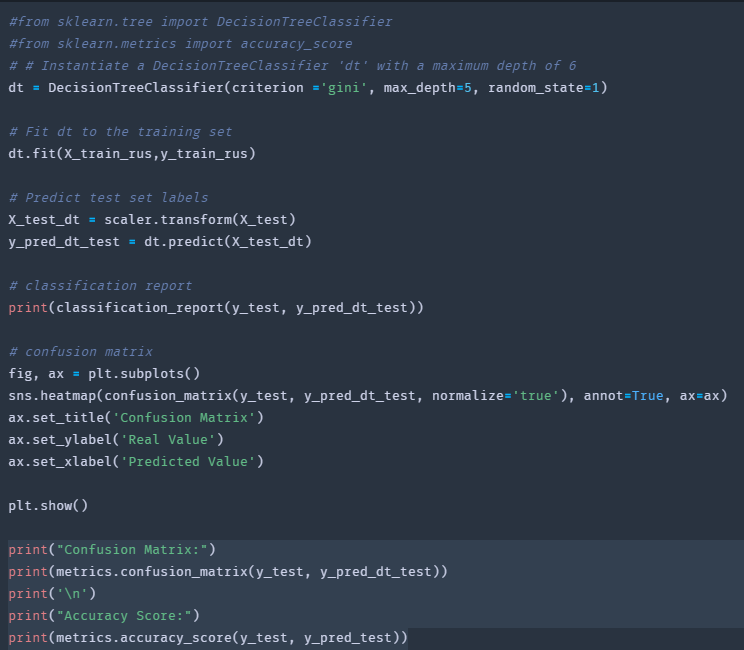 #from sklearn.tree import DecisionTreeClassifier
#from sklearn.metrics import accuracy_score
# # Instantiate a DecisionTreeClassifier 'dt' with a maximum depth of 6
dt = DecisionTreeClassifier(criterion ='gini', max_depth=5, random_state=1)
# Fit dt to the training set
dt.fit(X_train_rus,y_train_rus)
# Predict test set labels
X_test_dt = scaler.transform(X_test)
y_pred_dt_test = dt.predict(X_test_dt)
# classification report
print(classification_report(y_test, y_pred_dt_test))
# confusion matrix
fig, ax = plt.subplots()
sns.heatmap(confusion_matrix(y_test, y_pred_dt_test, normalize='true'), annot=True, ax=ax)
ax.set_title('Confusion Matrix')
ax.set_ylabel('Real Value')
ax.set_xlabel('Predicted Value')
plt.show()
print("Confusion Matrix:")
print(metrics.confusion_matrix(y_test, y_pred_dt_test))
print('\n')
print("Accuracy Score:")
print(metrics.accuracy_score(y_test, y_pred_test))